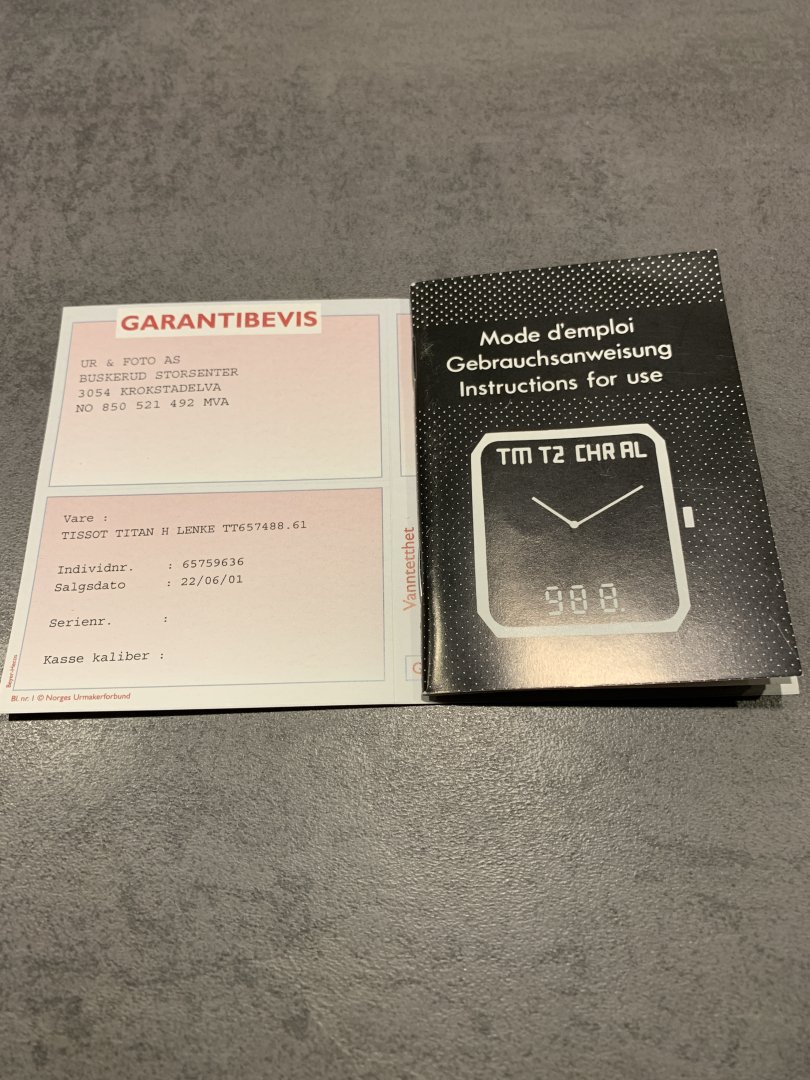 GARANTIBEVIS
UR & FOTO AS
BUSKERUD STORSENTER
3054 KROKSTADELVA
NO 850 521 492 MVA
Vare :
TISSOT TITAN H LENKE TT657488.61
Individnr. : 65759636
Salgsdato : 22/06/01
Serienr. :
Kasse kaliber :
Bl. nr. 1 © Norges Urmakerforbund
Vanntetthet
Mode d'emploi
Gebrauchsanweisung
Instructions for use
TM T2 CHR AL
988